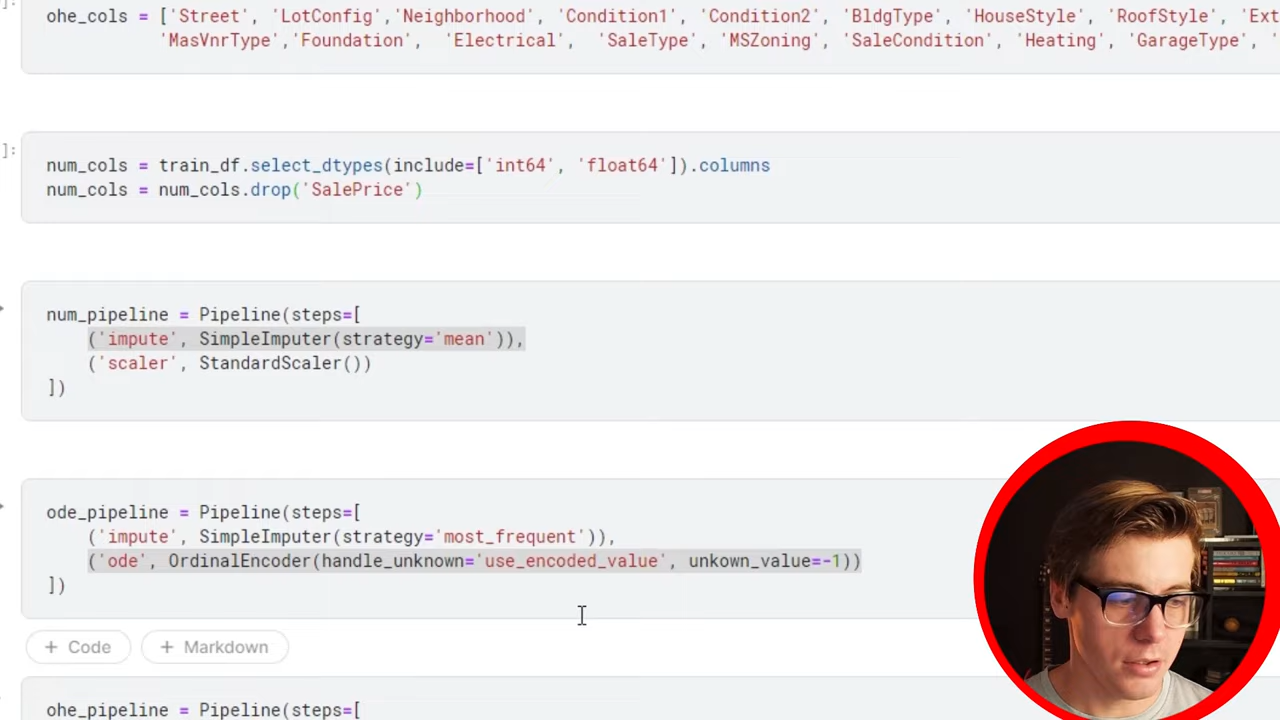 ]:
ohe_cols = ['Street', 'LotConfig','Neighborhood', 'Condition1', 'Condition2', 'BldgType', 'HouseStyle', 'RoofStyle', 'Ext
'MasVnrType','Foundation', 'Electrical', 'SaleType', 'MSZoning', 'SaleCondition', 'Heating', 'GarageType', '
]:
num_cols = train_df.select_dtypes(include=['int64', 'float64']).columns
num_cols = num_cols.drop('SalePrice')
num_pipeline = Pipeline(steps=[
('impute', SimpleImputer(strategy='mean')),
('scaler', StandardScaler())
])
ode_pipeline = Pipeline(steps=[
('impute', SimpleImputer(strategy='most_frequent')),
('ode', OrdinalEncoder(handle_unknown='use_encoded_value', unkown_value=-1))
])
+ Code + Markdown
ohe_pipeline = Pipeline(steps=[